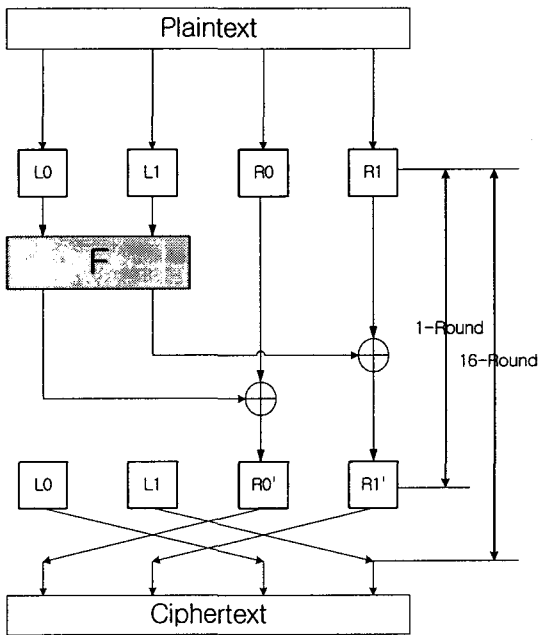 Plaintext
L0 L1 R0 R1
F
1-Round
16-Round
L0 L1 R0' R1'
Ciphertext